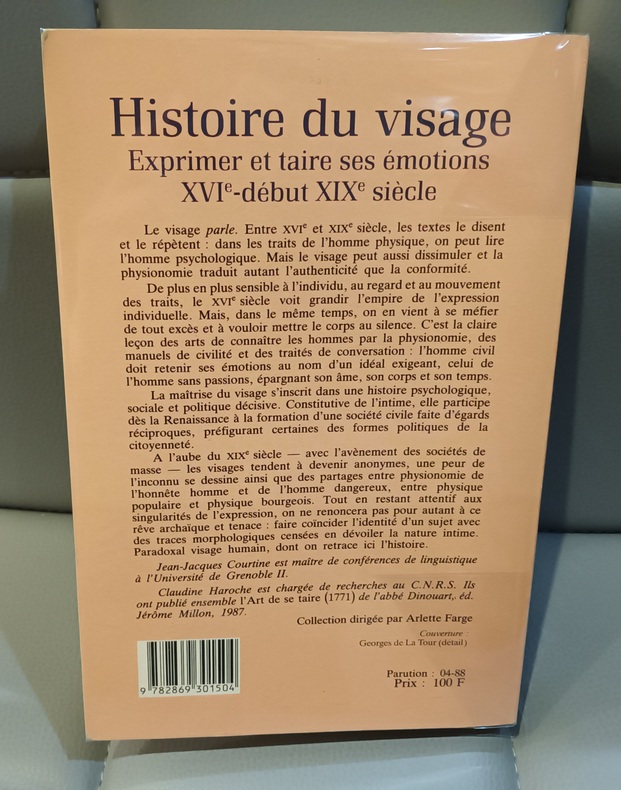 Histoire du visage
Exprimer et taire ses émotions
XVIe-début XIXe siècle
Le visage parle. Entre XVIe et XIXe siècle, les textes le disent
et le répètent : dans les traits de l'homme physique, on peut lire
l'homme psychologique. Mais le visage peut aussi dissimuler et la
physionomie traduit autant l'authenticité que la conformité.
De plus en plus sensible à l'individu, au regard et au mouvement
des traits, le XVIe siècle voit grandir l'empire de l'expression
individuelle. Mais, dans le même temps, on en vient à se méfier
de tout excès et à vouloir mettre le corps au silence. C'est la claire
leçon des arts de connaître les hommes par la physionomie, des
manuels de civilité et des traités de conversation : l'homme civil
doit retenir ses émotions au nom d'un idéal exigeant, celui de
l'homme sans passions, épargnant son âme, son corps et son temps.
La maîtrise du visage s'inscrit dans une histoire psychologique,
sociale et politique décisive. Constitutive de l'intime, elle participe
dès la Renaissance à la formation d'une société civile faite d'égards
réciproques, préfigurant certaines des formes politiques de la
citoyenneté.
A l'aube du XIXe siècle — avec l'avènement des sociétés de
masse — les visages tendent à devenir anonymes, une peur de
l'inconnu se dessine ainsi que des partages entre physionomie de
l'honnête homme et de l'homme dangereux, entre physique
populaire et physique bourgeois. Tout en restant attentif aux
singularités de l'expression, on ne renoncera pas pour autant à ce
rêve archaïque et tenace : faire coïncider l'identité d'un sujet avec
des traces morphologiques censées en dévoiler la nature intime.
Paradoxal visage humain, dont on retrace ici l'histoire.
Jean-Jacques Courtine est maître de conférences de linguistique
à l'Université de Grenoble II.
Claudine Haroche est chargée de recherches au C.N.R.S. Ils
ont publié ensemble l'Art de se taire (1771) de l'abbé Dinouart, éd.
Jérôme Millon, 1987.
Collection dirigée par Arlette Farge
Couverture :
Georges de La Tour (détail)
Parution : 04-88
Prix : 100 F
9 782869 301504